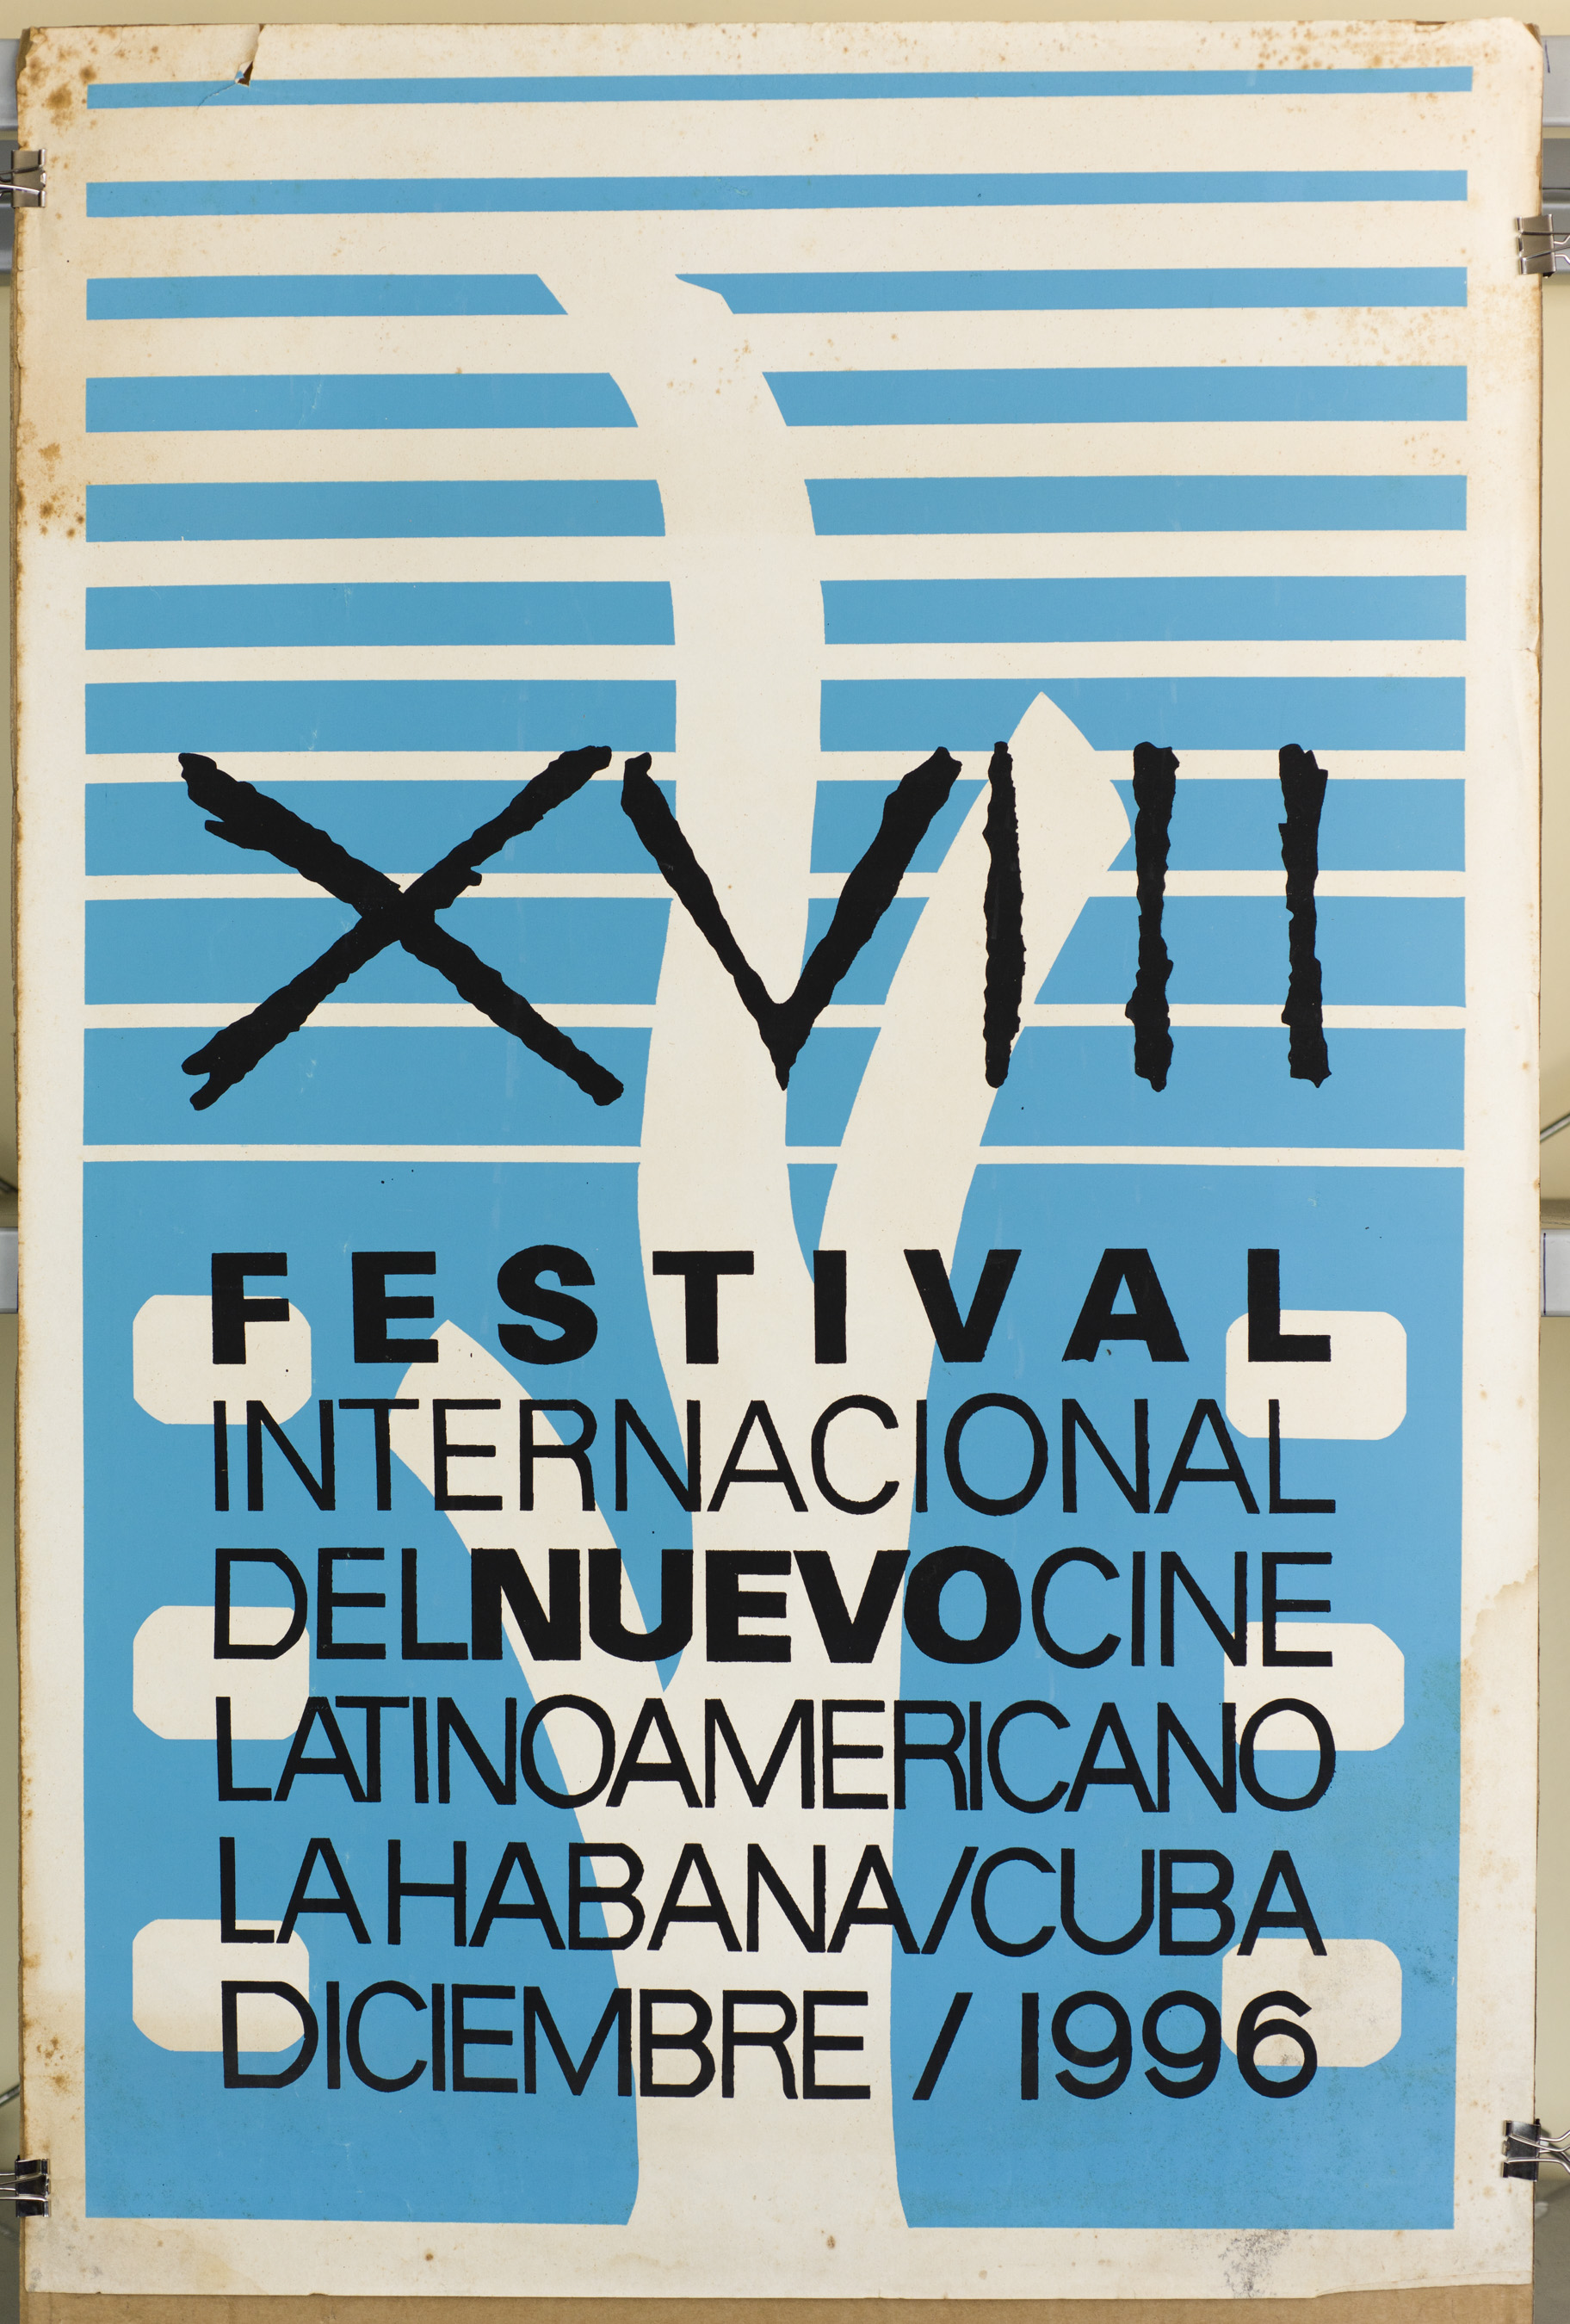 XVIII
FESTIVAL
INTERNACIONAL
DELNUEVOCINE
LATINOAMERICANO
LA HABANA/CUBA
DICIEMBRE / 1996